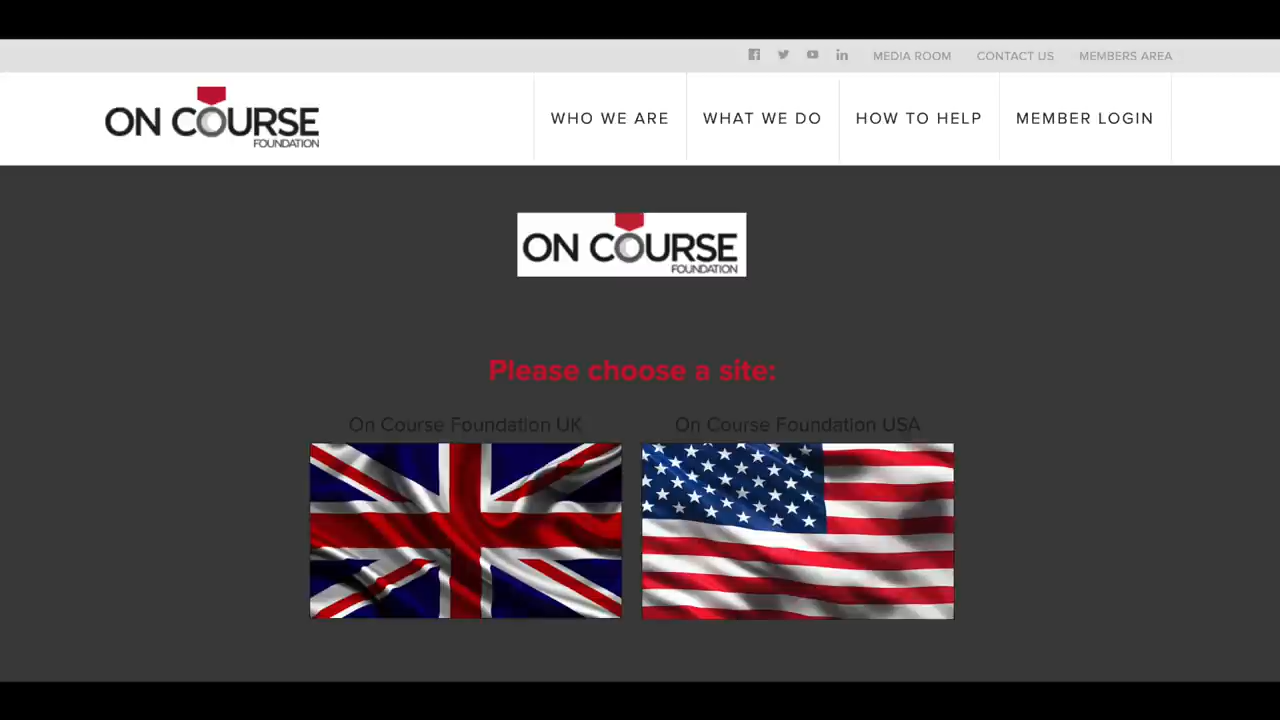 MEDIA ROOM CONTACT US MEMBERS AREA
ON COURSE
FOUNDATION
WHO WE ARE WHAT WE DO HOW TO HELP MEMBER LOGIN
ON COURSE
FOUNDATION
Please choose a site:
On Course Foundation UK On Course Foundation USA